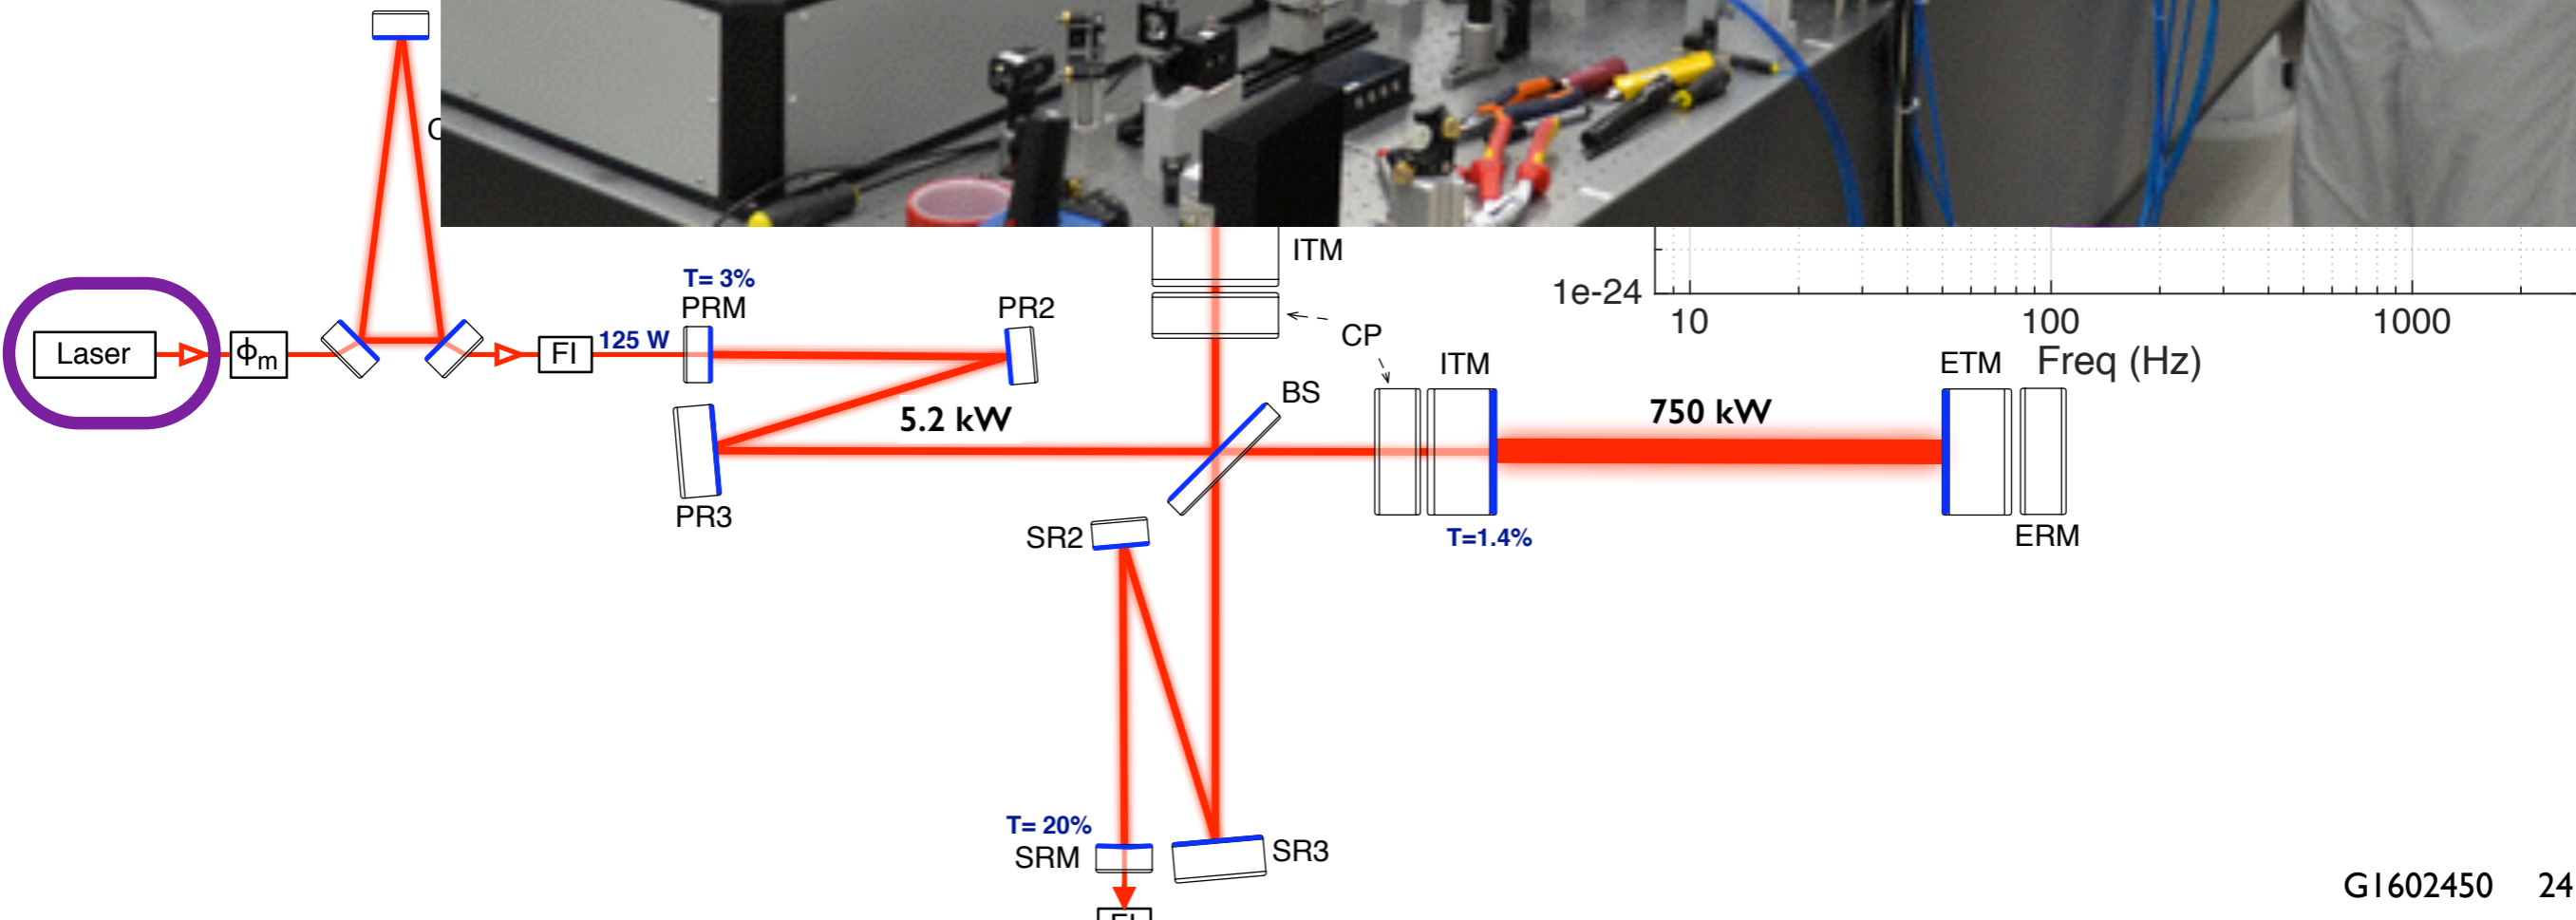 ITM
T= 3%
PRM
PR2
1e-24
10
100
1000
Freq (Hz)
CP
Laser
ϕm
FI
125 W
ITM
ETM
BS
5.2 kW
750 kW
PR3
SR2
T=1.4%
ERM
T= 20%
SRM
SR3
G1602450 24